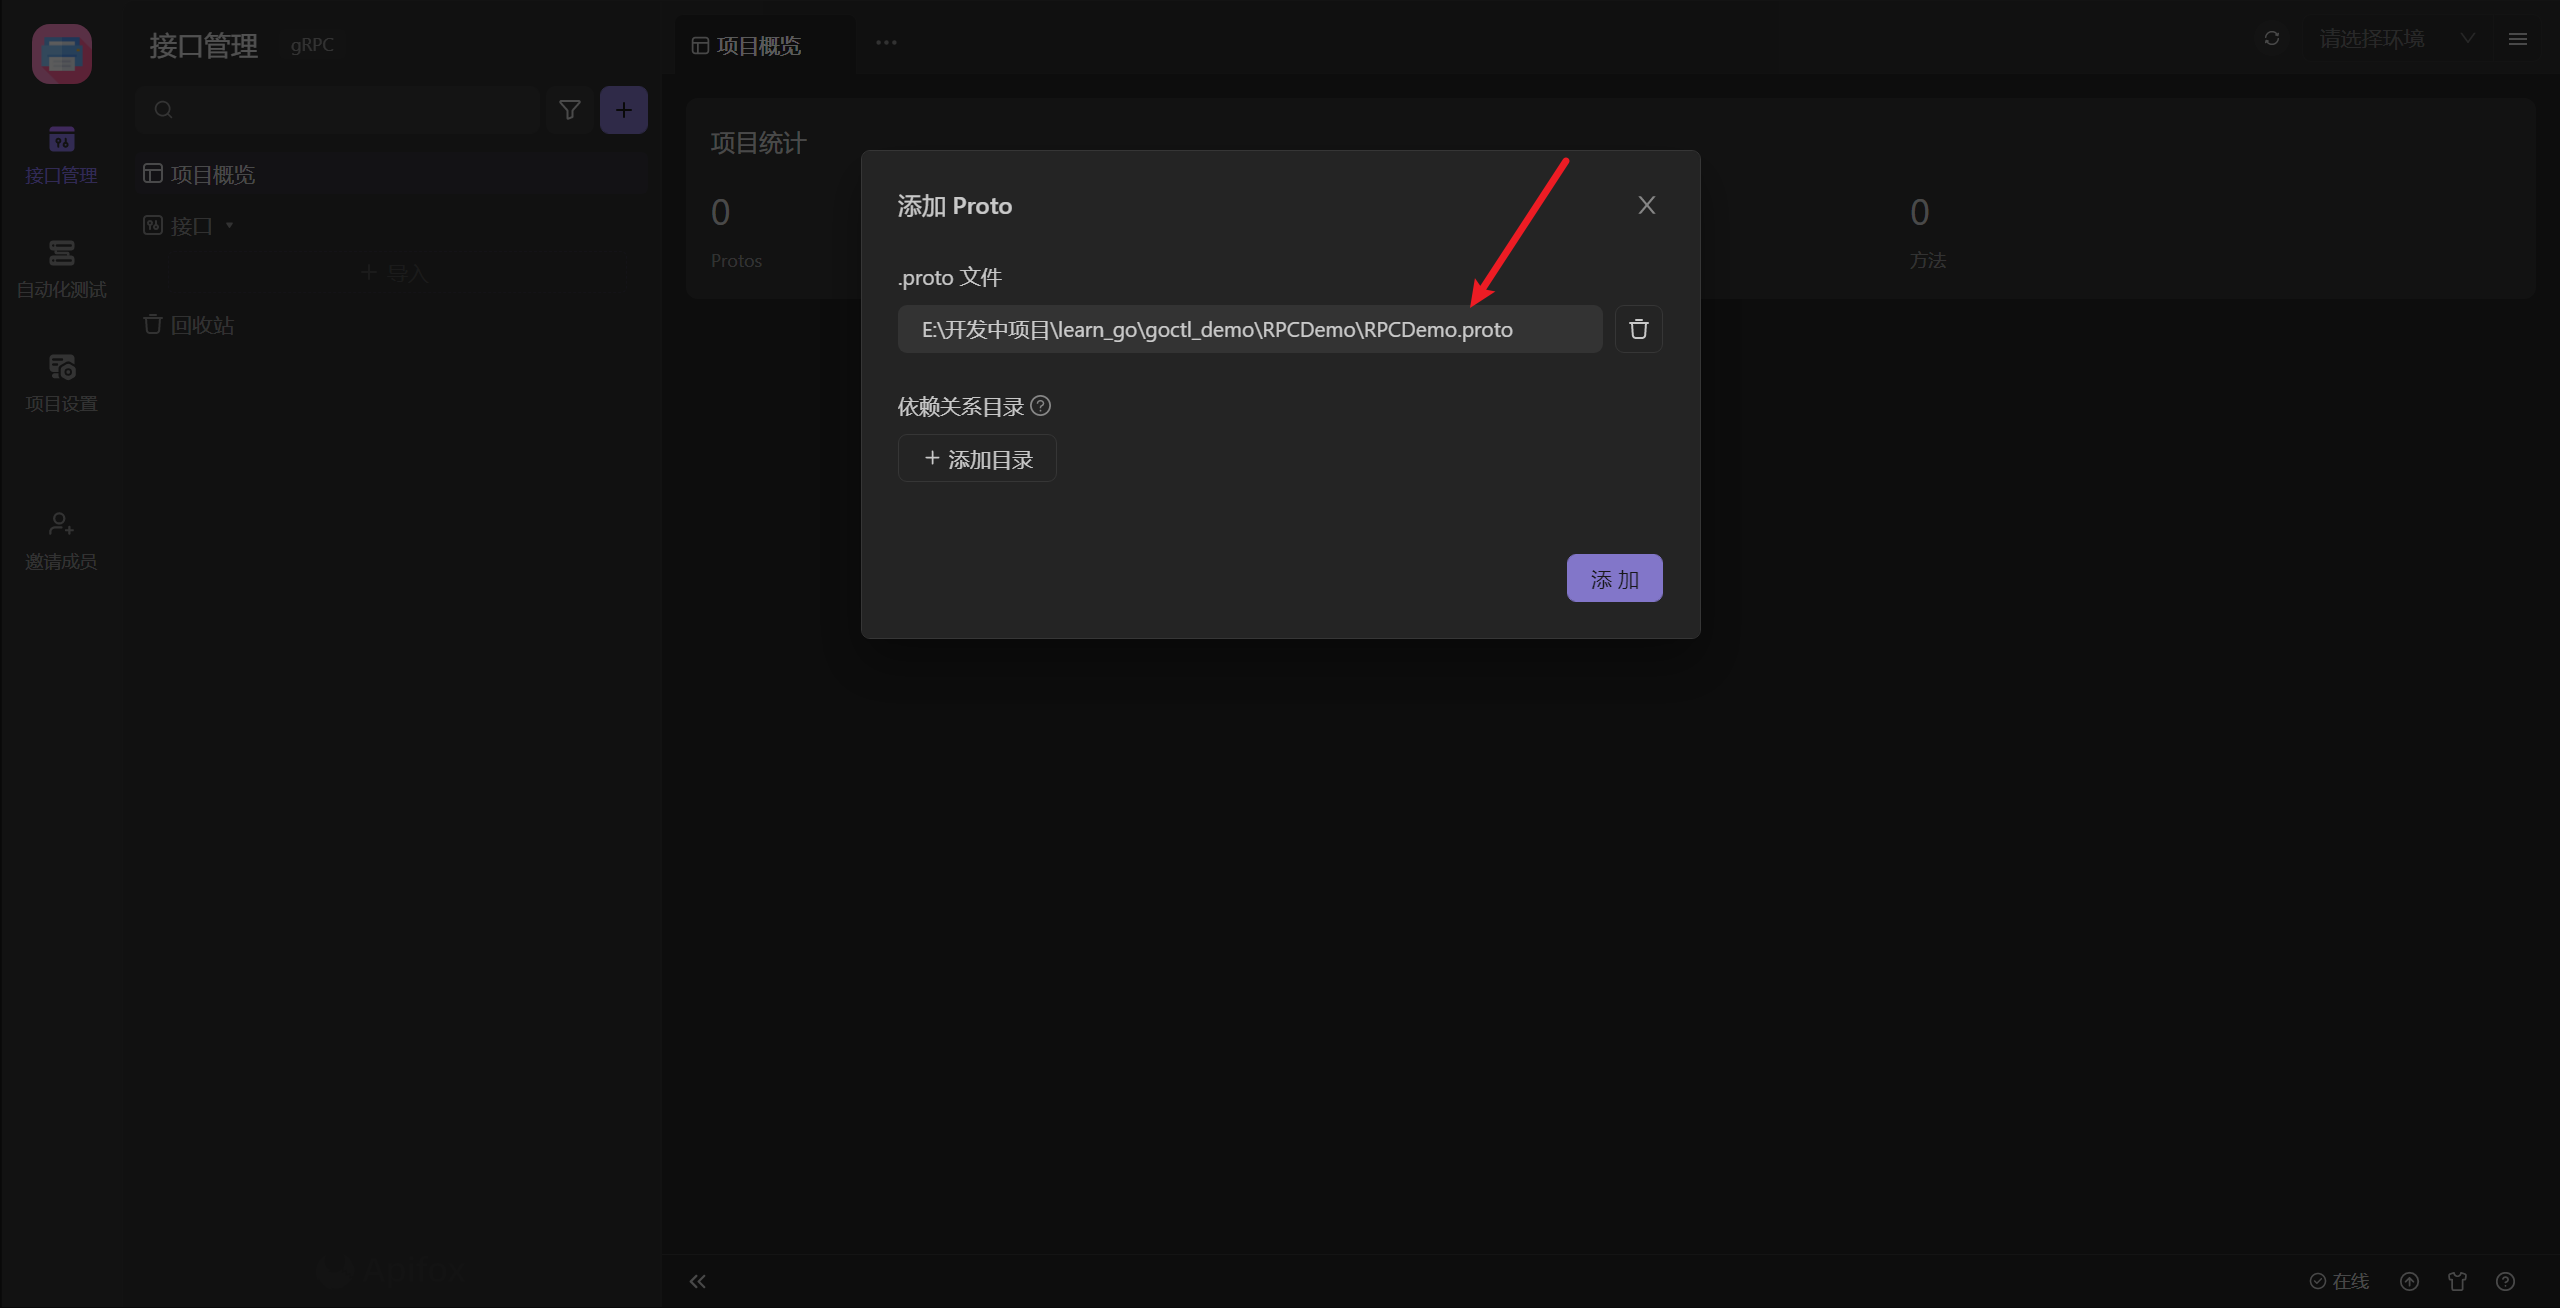 接口管理 gRPC
项目概览
请选择环境
接口管理
自动化测试
项目设置
邀请成员
项目概览
接口
+ 导入
回收站
项目统计
0
Protos
0
方法
添加 Proto
.proto 文件
E:\开发中项目\learn_go\goctl_demo\RPCDemo\RPCDemo.proto
依赖关系目录
+ 添加目录
添 加
Apifox
在线